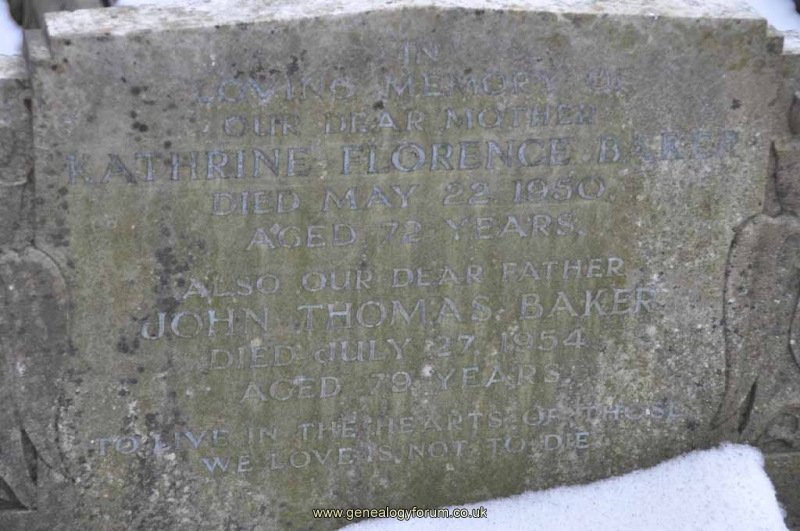 IN
LOVING MEMORY OF
OUR DEAR MOTHER
KATHRINE FLORENCE BAKER
DIED MAY 22, 1950,
AGED 72 YEARS.
ALSO OUR DEAR FATHER
JOHN THOMAS BAKER
DIED JULY 27, 1954
AGED 79 YEARS.
TO LIVE IN THE HEARTS OF THOSE
WE LOVE IS NOT TO DIE.
www.genealogyforum.co.uk